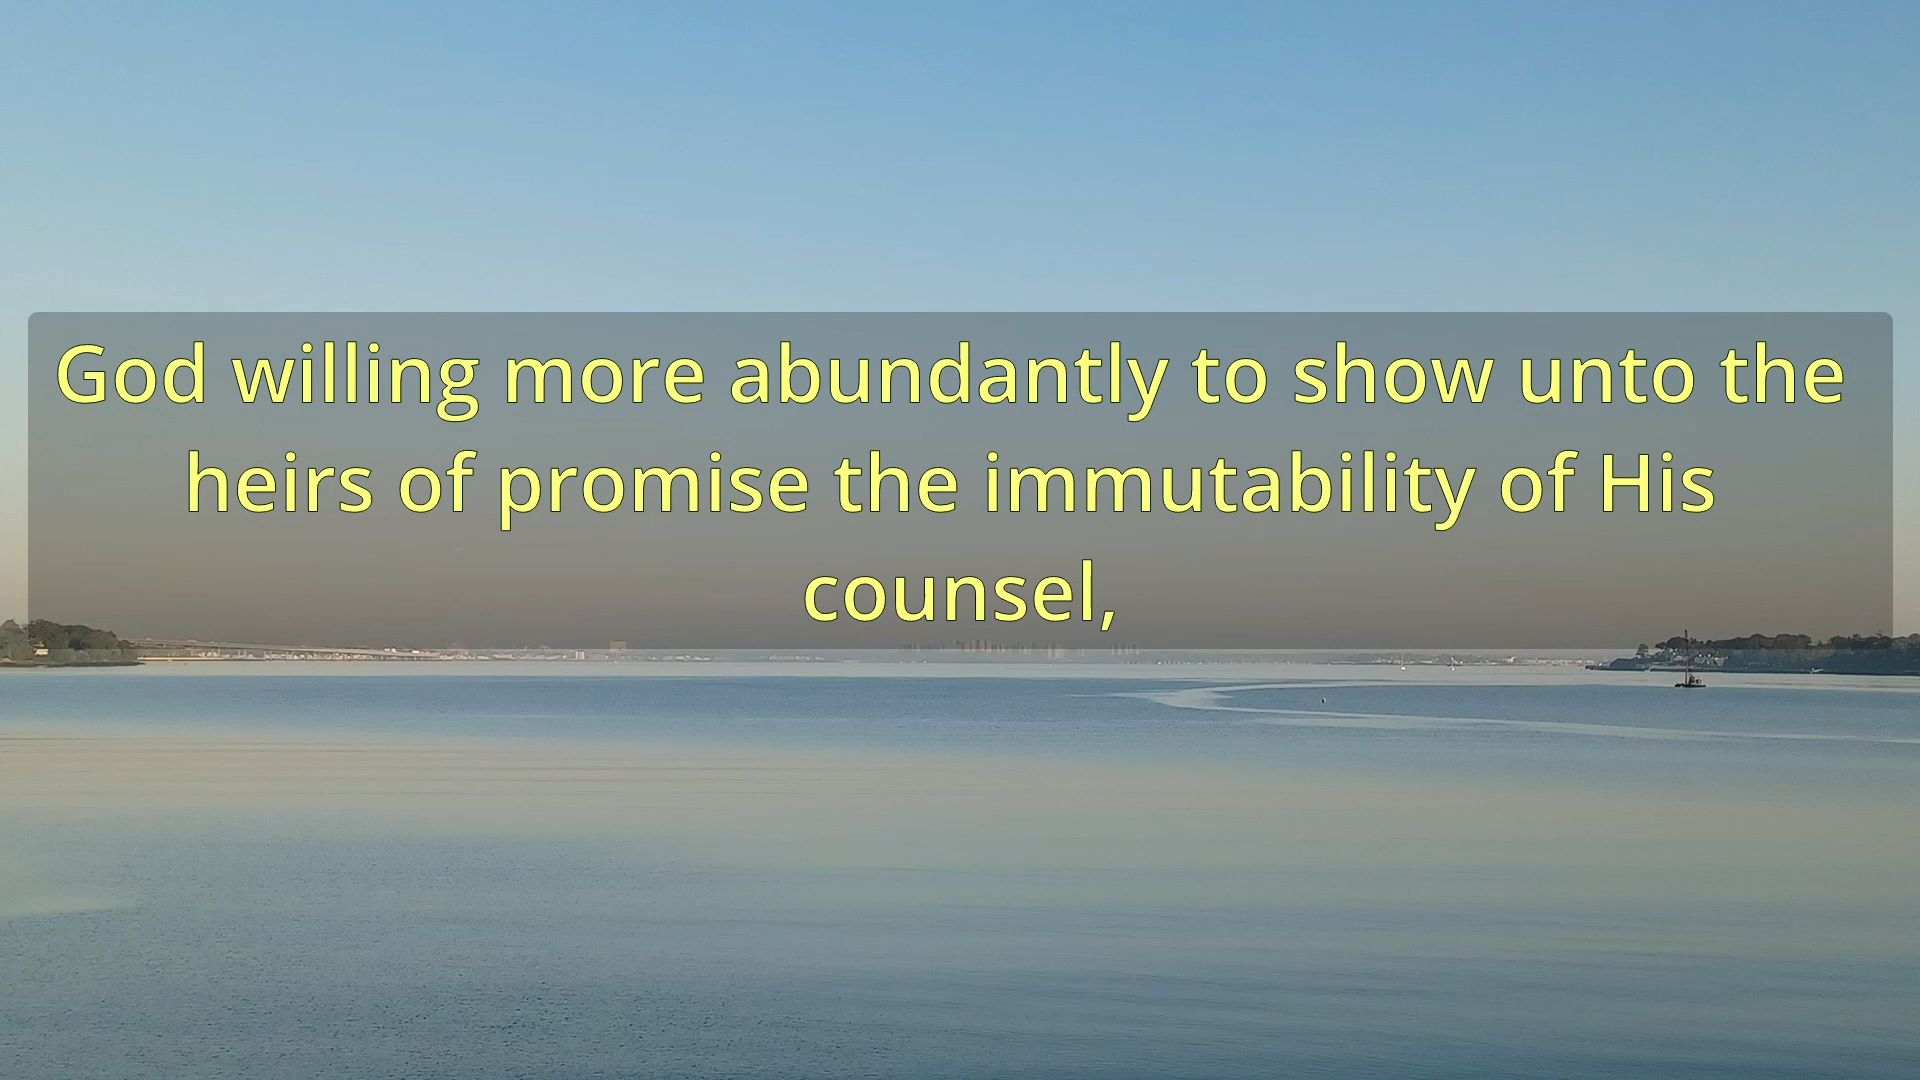 God willing more abundantly to show unto the
heirs of promise the immutability of His
counsel,